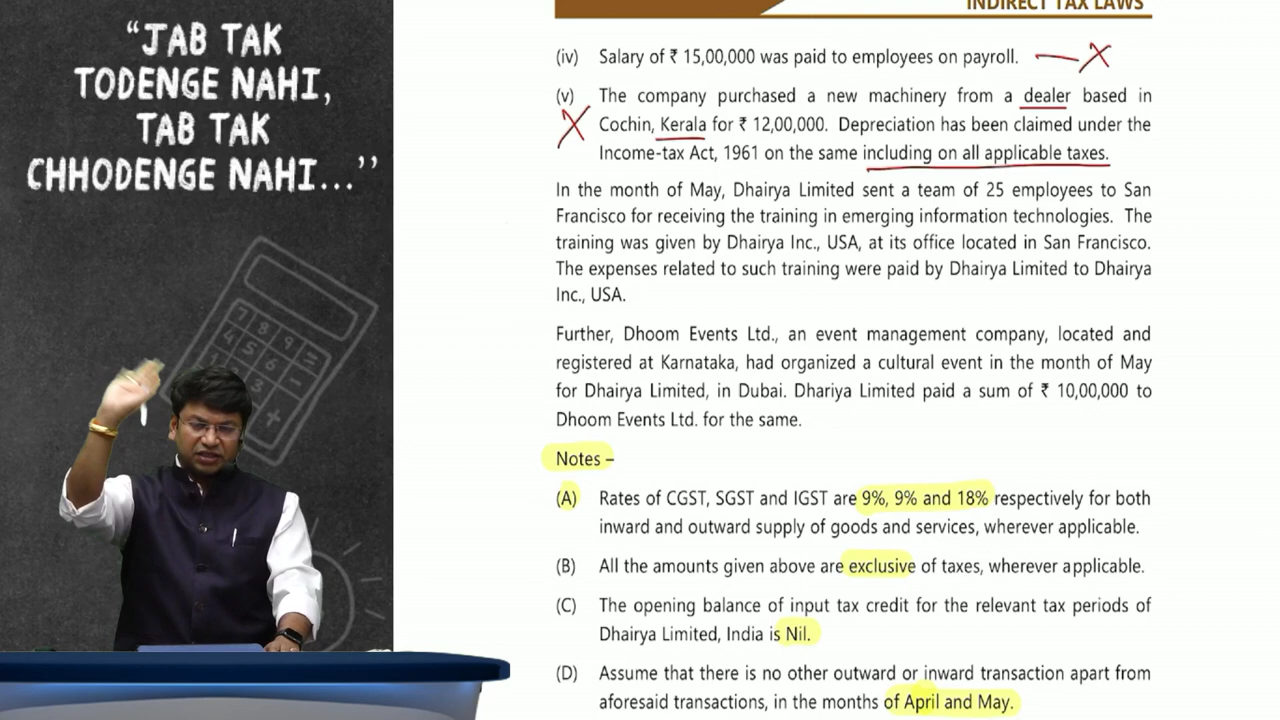 “JAB TAK
TODENGE NAHI,
TAB TAK
CHHODENGE NAHI...’’
INDIRECT TAX LAWS
(iv) Salary of ₹ 15,00,000 was paid to employees on payroll.
(v) The company purchased a new machinery from a dealer based in
Cochin, Kerala for ₹ 12,00,000. Depreciation has been claimed under the
Income-tax Act, 1961 on the same including on all applicable taxes.
In the month of May, Dhairya Limited sent a team of 25 employees to San
Francisco for receiving the training in emerging information technologies. The
training was given by Dhairya Inc., USA, at its office located in San Francisco.
The expenses related to such training were paid by Dhairya Limited to Dhairya
Inc., USA.
Further, Dhoom Events Ltd., an event management company, located and
registered at Karnataka, had organized a cultural event in the month of May
for Dhairya Limited, in Dubai. Dhariya Limited paid a sum of ₹ 10,00,000 to
Dhoom Events Ltd. for the same.
Notes –
(A) Rates of CGST, SGST and IGST are 9%, 9% and 18% respectively for both
inward and outward supply of goods and services, wherever applicable.
(B) All the amounts given above are exclusive of taxes, wherever applicable.
(C) The opening balance of input tax credit for the relevant tax periods of
Dhairya Limited, India is Nil.
(D) Assume that there is no other outward or inward transaction apart from
aforesaid transactions, in the months of April and May.